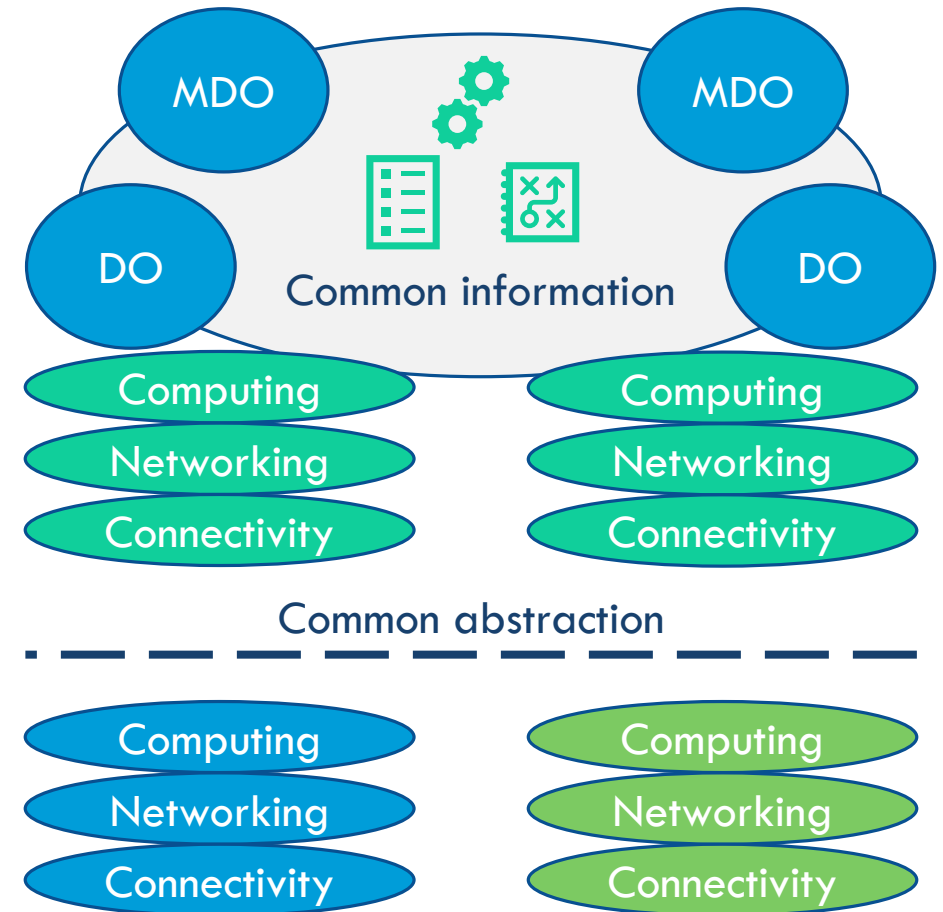 MDO
MDO
DO
DO
Common information
Computing
Computing
Networking
Networking
Connectivity
Connectivity
Common abstraction
Computing
Computing
Networking
Networking
Connectivity
Connectivity